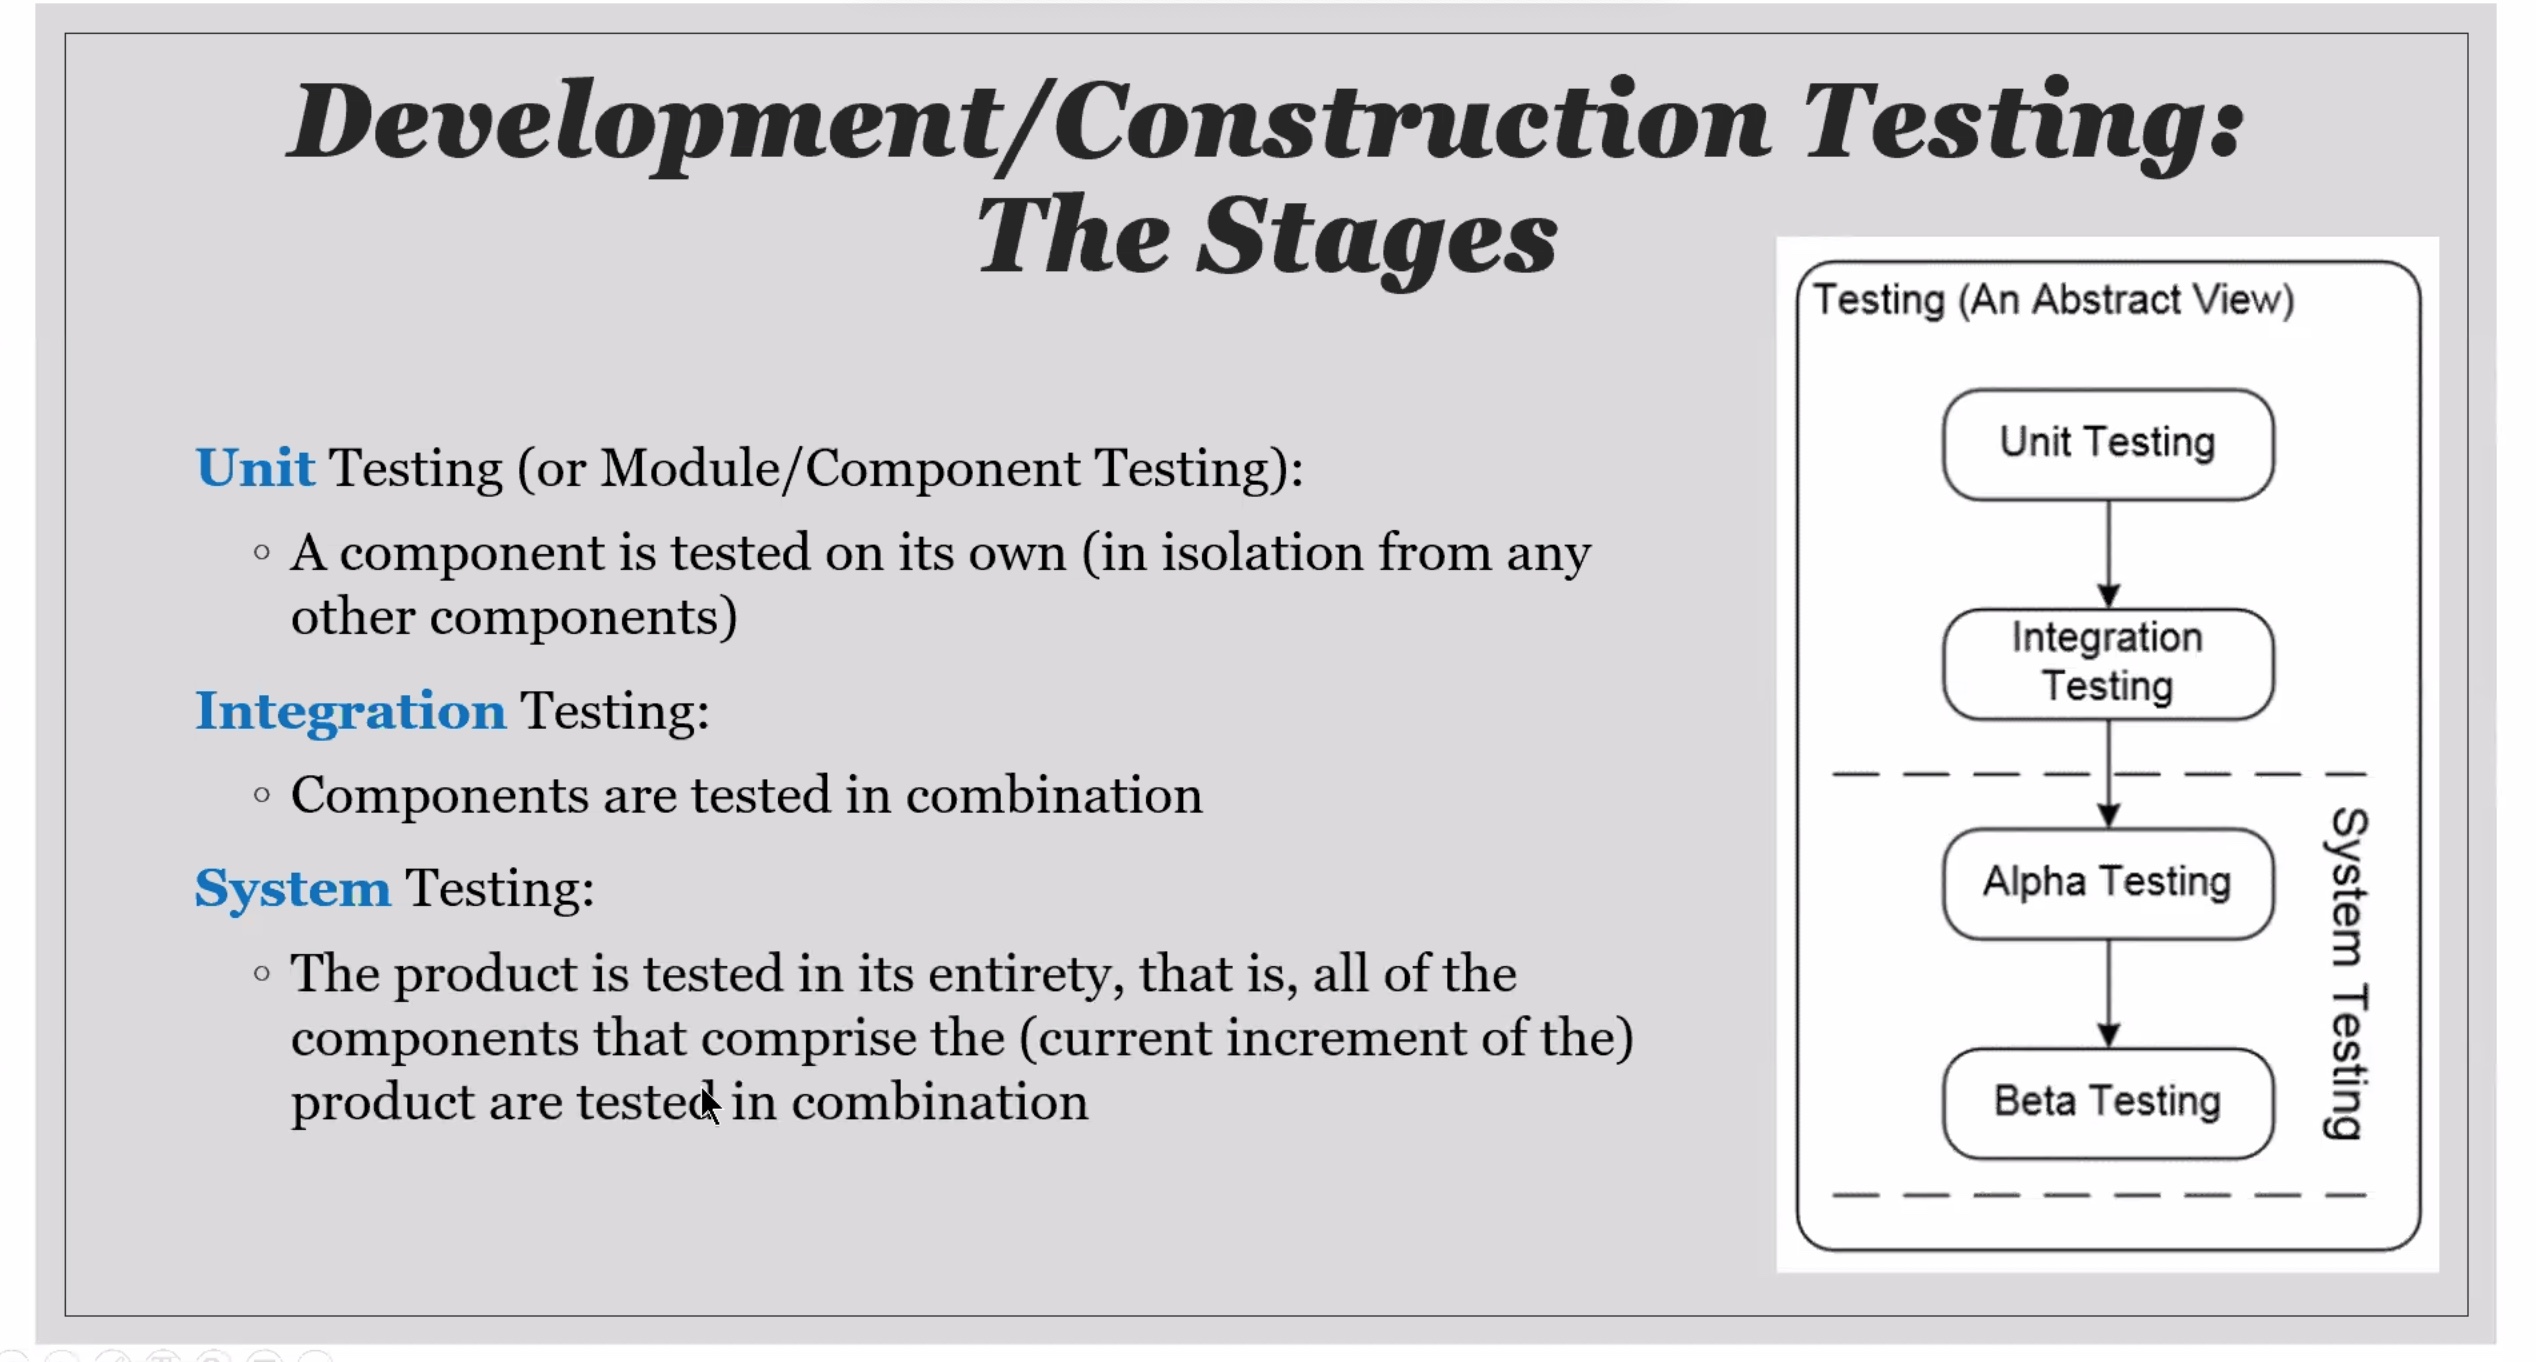 Development/Construction Testing:
The Stages
Unit Testing (or Module/Component Testing):
◦ A component is tested on its own (in isolation from any
other components)
Integration Testing:
◦ Components are tested in combination
System Testing:
◦ The product is tested in its entirety, that is, all of the
components that comprise the (current increment of the)
product are tested in combination
Testing (An Abstract View)
Unit Testing
Integration
Testing
Alpha Testing
Beta Testing
System Testing